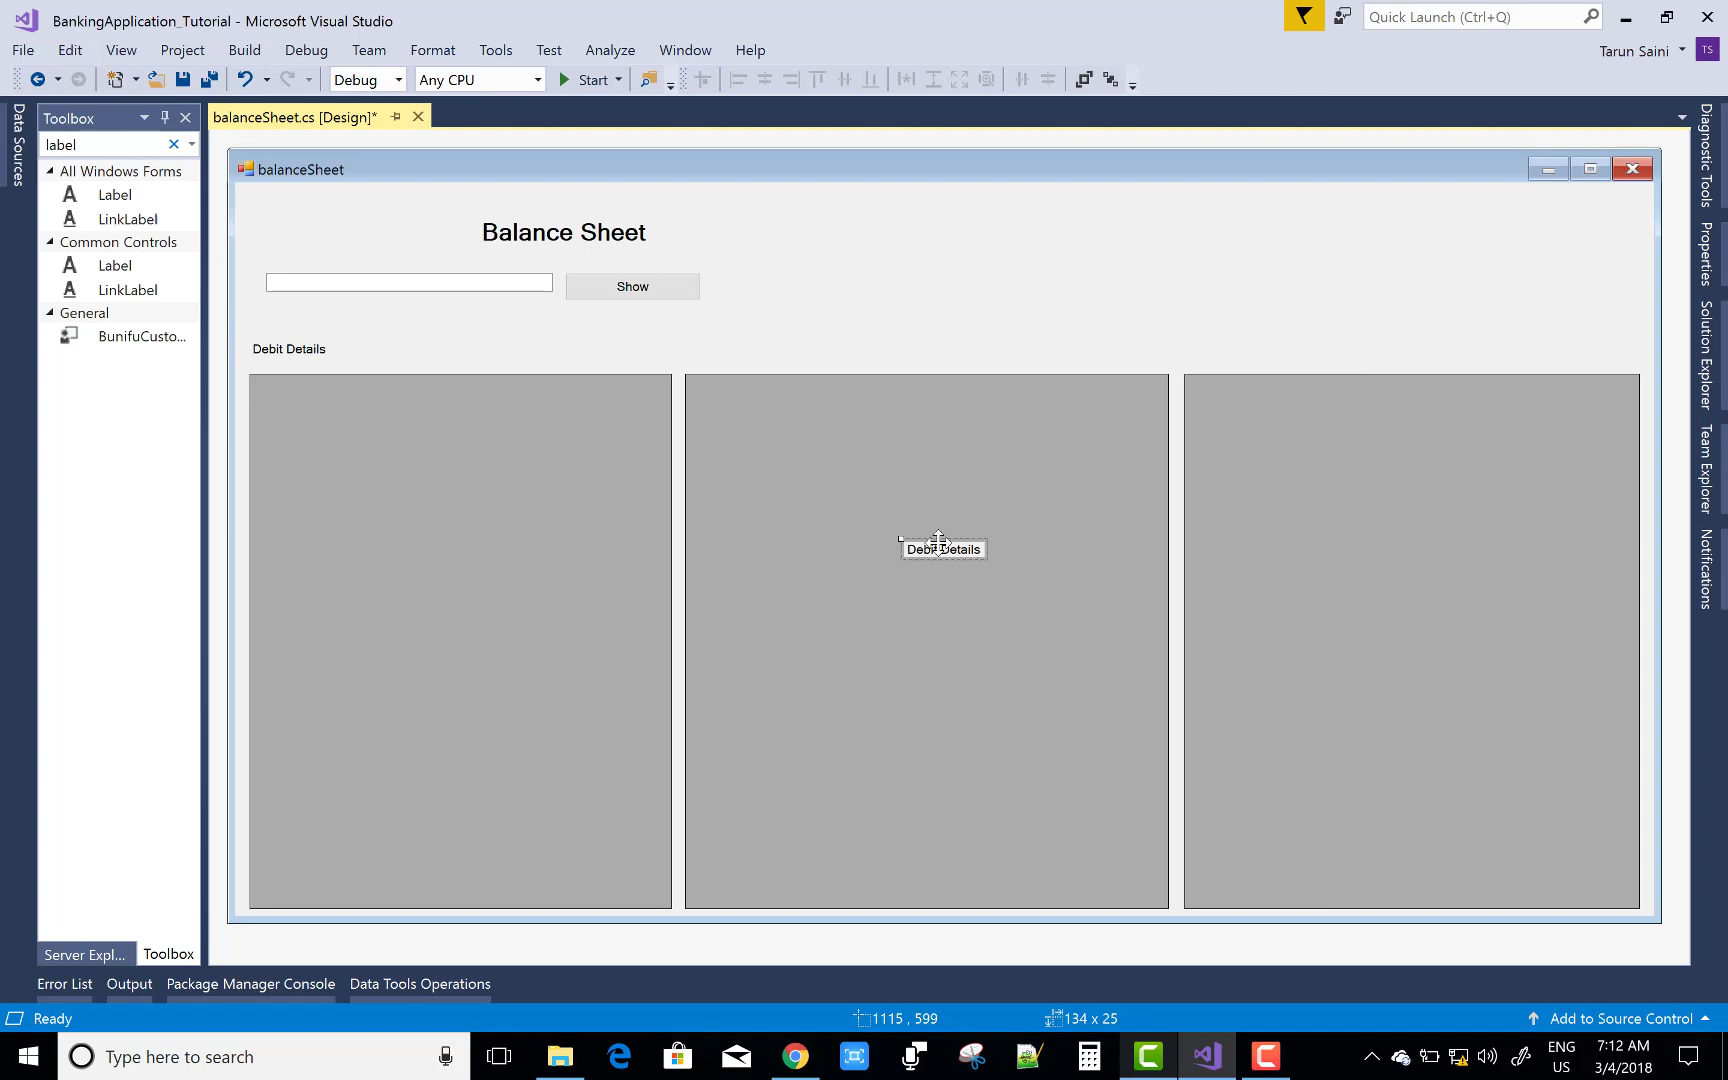 BankingApplication_Tutorial - Microsoft Visual Studio
Quick Launch (Ctrl+Q)
File Edit View Project Build Debug Team Format Tools Test Analyze Window Help
Tarun Saini TS
Debug Any CPU Start
Data Sources
Toolbox
label
All Windows Forms
Label
LinkLabel
Common Controls
Label
LinkLabel
General
BunifuCusto...
balanceSheet.cs [Design]*
balanceSheet
Balance Sheet
Show
Debit Details
Debit Details
Diagnostic Tools
Properties
Solution Explorer
Team Explorer
Notifications
Server Expl... Toolbox
Error List Output Package Manager Console Data Tools Operations
Ready 1115 , 599 134 x 25 Add to Source Control
Type here to search
ENG
US
7:12 AM
3/4/2018